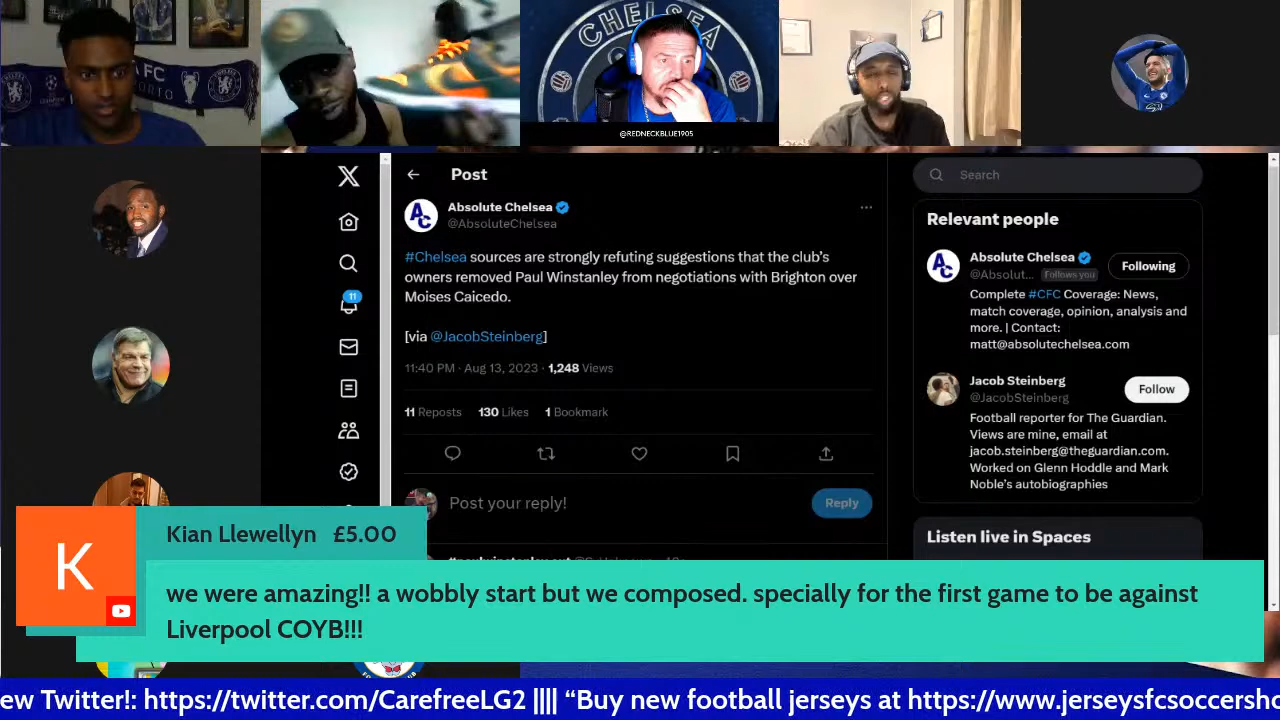 CHELSEA
FC
PORTO
@REDNECKBLUE1905
Post
Search
Absolute Chelsea
@AbsoluteChelsea
#Chelsea sources are strongly refuting suggestions that the club's
owners removed Paul Winstanley from negotiations with Brighton over
Moises Caicedo.
[via @JacobSteinberg]
11:40 PM · Aug 13, 2023 · 1,248 Views
11 Reposts 130 Likes 1 Bookmark
Post your reply!
Reply
11
Relevant people
Absolute Chelsea
@Absolut... Follows you
Following
Complete #CFC Coverage: News,
match coverage, opinion, analysis and
more. | Contact:
matt@absolutechelsea.com
Jacob Steinberg
@JacobSteinberg
Follow
Football reporter for The Guardian.
Views are mine, email at
jacob.steinberg@theguardian.com.
Worked on Glenn Hoddle and Mark
Noble's autobiographies
Listen live in Spaces
K
Kian Llewellyn £5.00
we were amazing!! a wobbly start but we composed. specially for the first game to be against
Liverpool COYB!!!
ew Twitter!: https://twitter.com/CarefreeLG2 |||| “Buy new football jerseys at https://www.jerseysfcsoccersho